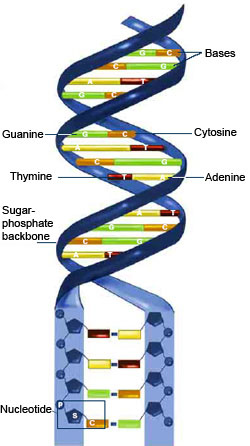 G C
Bases
C G
A T
G C
Guanine
G C
Cytosine
A T
C G
Thymine
T A
Adenine
Sugar-
phosphate
backbone
A T
G
C G
A T
P
S
Nucleotide
C